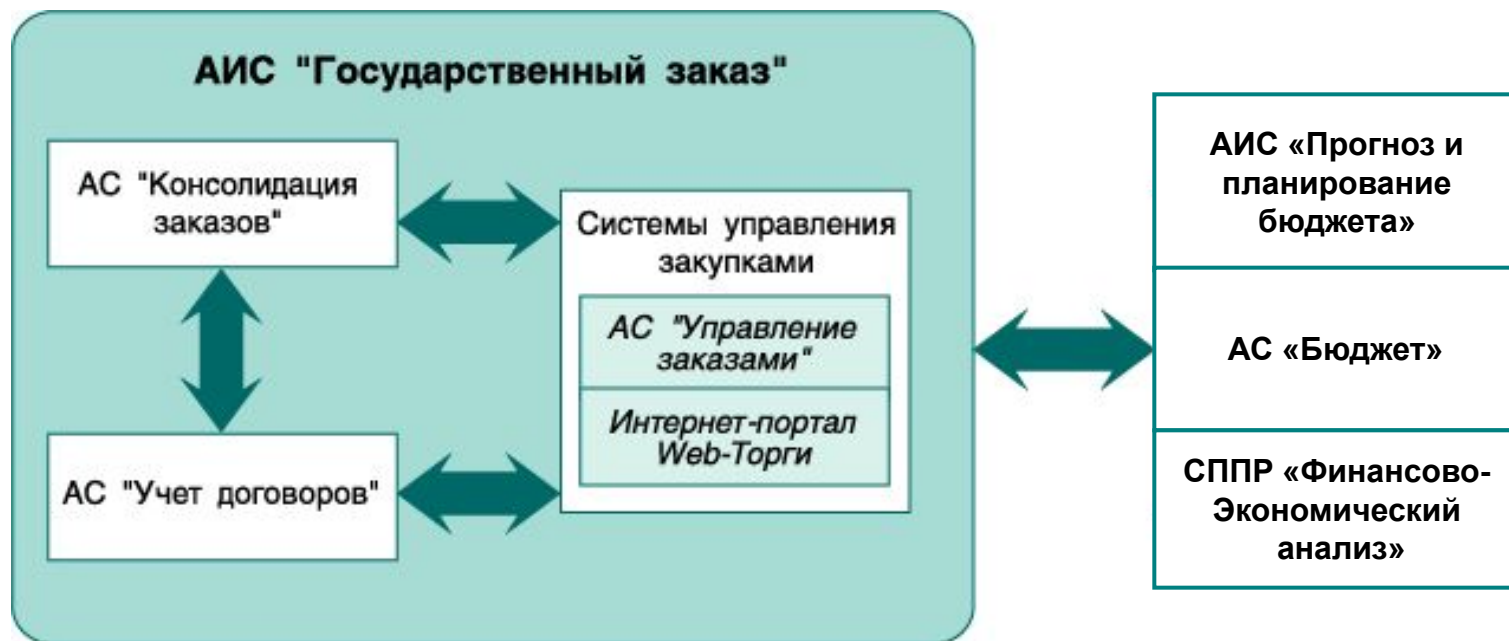 АИС "Государственный заказ"
АС "Консолидация
заказов"
Системы управления
закупками
АС "Управление
заказами"
Интернет-портал
Web-Торги
АС "Учет договоров"
АИС «Прогноз и
планирование
бюджета»
АС «Бюджет»
СППР «Финансово-
Экономический
анализ»